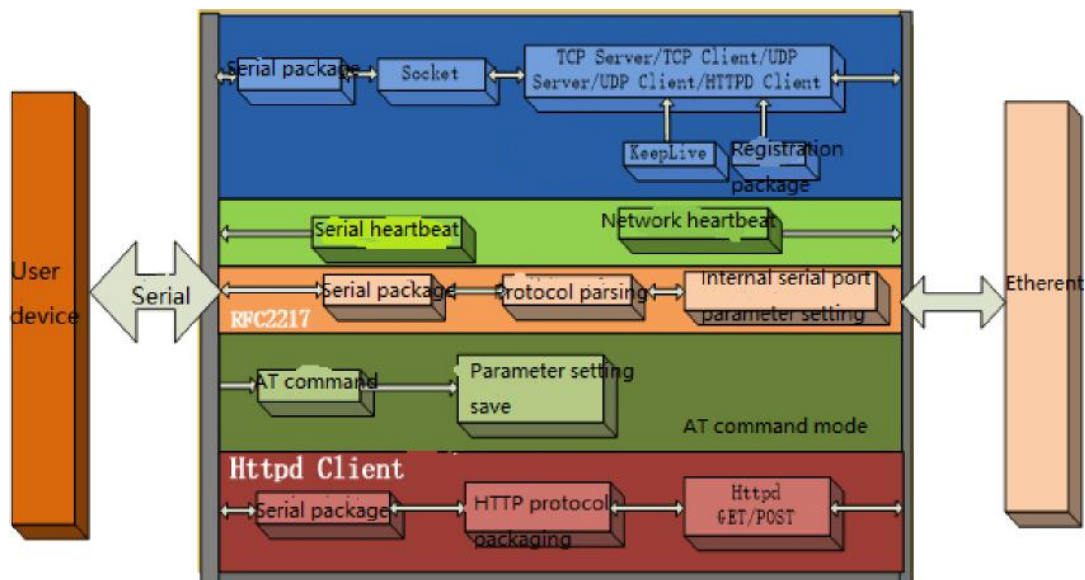 TCP Server/TCP Client/UDP
Server/UDP Client/HTTPD Client
Serial package
Socket
KeepLive
Registration
package
Serial heartbeat
Network heartbeat
User
device
Serial
Serial package
Protocol parsing
Internal serial port
parameter setting
RFC2217
Etherent
AT command
Parameter setting
save
AT command mode
Httpd Client
Serial package
HTTP protocol
packaging
Httpd
GET/POST